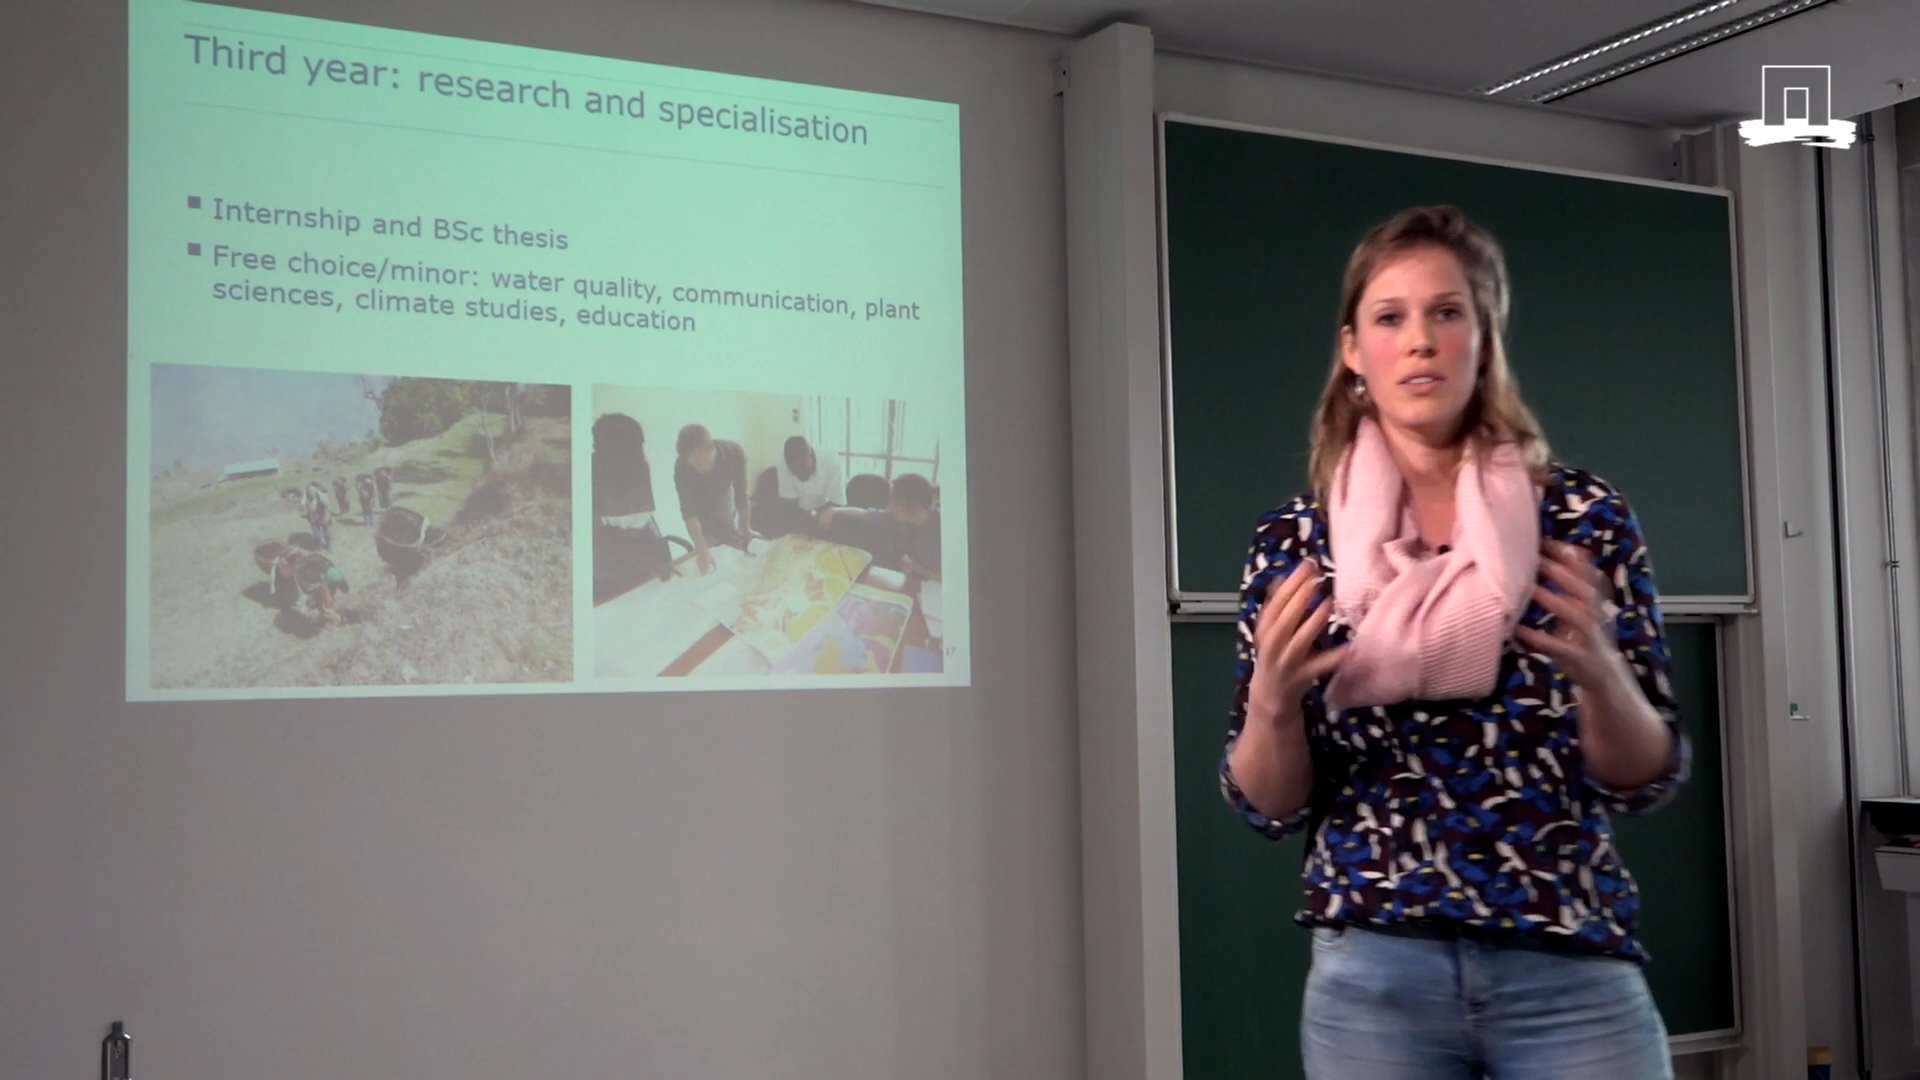 Third year: research and specialisation
Internship and BSc thesis
Free choice/minor: water quality, communication, plant
sciences, climate studies, education
17